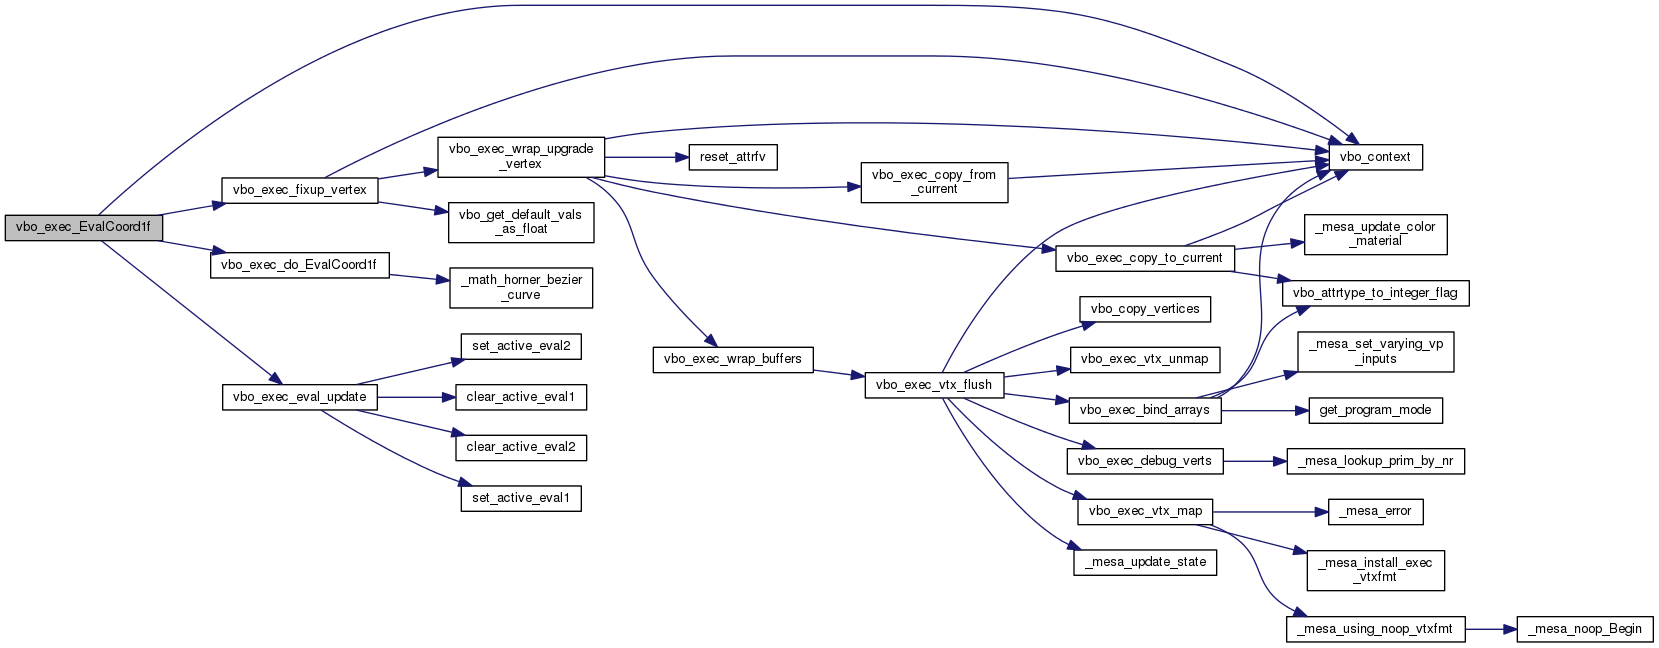 vbo_exec_EvalCoord1f
vbo_exec_fixup_vertex
vbo_exec_do_EvalCoord1f
vbo_exec_eval_update
vbo_exec_wrap_upgrade
_vertex
vbo_get_default_vals
_as_float
_math_horner_bezier
_curve
set_active_eval2
clear_active_eval1
clear_active_eval2
set_active_eval1
reset_attrfv
vbo_exec_wrap_buffers
vbo_exec_copy_from
_current
vbo_exec_vtx_flush
vbo_exec_copy_to_current
vbo_copy_vertices
vbo_exec_vtx_unmap
vbo_exec_bind_arrays
vbo_exec_debug_verts
vbo_exec_vtx_map
_mesa_update_state
vbo_context
_mesa_update_color
_material
vbo_attrtype_to_integer_flag
_mesa_set_varying_vp
_inputs
get_program_mode
_mesa_lookup_prim_by_nr
_mesa_error
_mesa_install_exec
_vtxfmt
_mesa_using_noop_vtxfmt
_mesa_noop_Begin